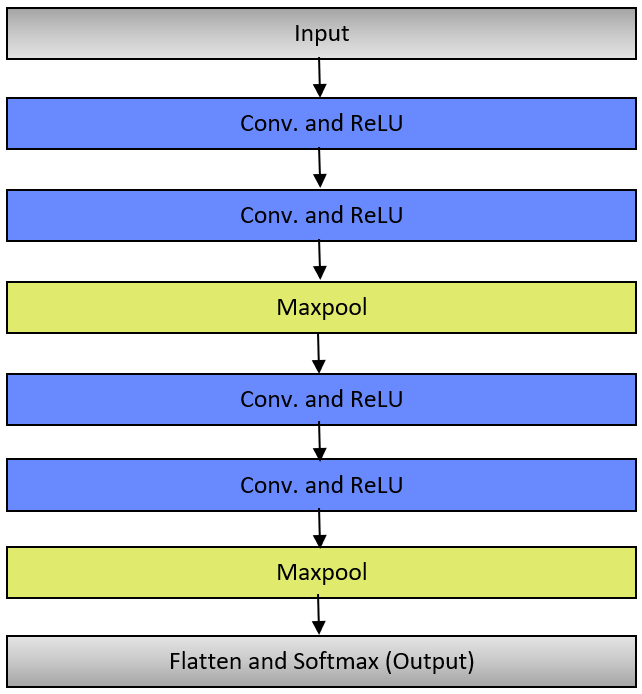 Input
Conv. and ReLU
Conv. and ReLU
Maxpool
Conv. and ReLU
Conv. and ReLU
Maxpool
Flatten and Softmax (Output)